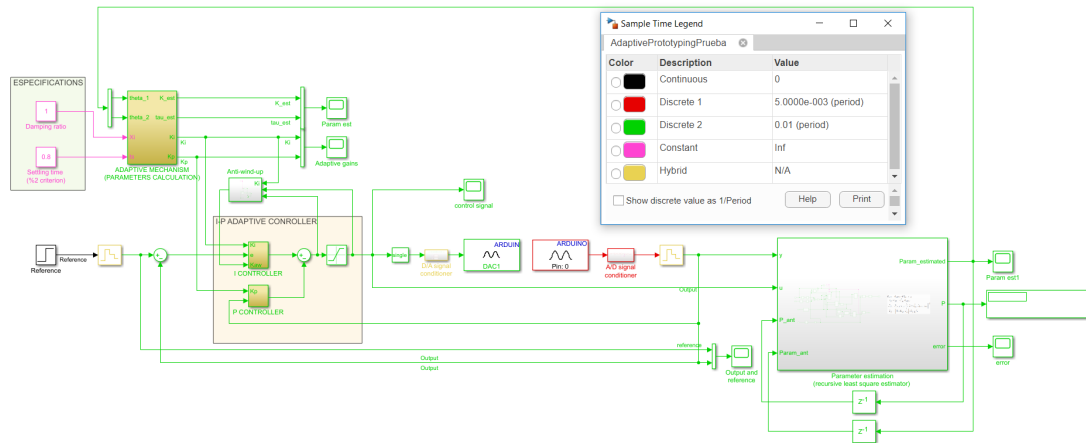 Sample Time Legend
AdaptivePrototypingPrueba
Color Description Value
Continuous 0
Discrete 1 5.0000e-003 (period)
Discrete 2 0.01 (period)
Constant Inf
Hybrid N/A
Show discrete value as 1/Period
Help
Print
ESPECIFICATIONS
1
Damping ratio
0.8
Settling time
(%2 criterion)
theta_1
theta_2
K_est
tau_est
Ki
Kp
ADAPTIVE MECHANISM
(PARAMETERS CALCULATION)
K_est
tau_est
Ki
Ki
Kp
Param est
Adaptive gains
Anti-wind-up
Ki
control signal
I-P ADAPTIVE CONROLLER
I CONTROLLER
Kp
P CONTROLLER
Reference
Reference
D/A signal
conditioner
ARDUIN
DAC1
ARDUINO
Pin: 0
A/D signal
conditioner
Output
reference
Output
Output
Output and
reference
y
u
P_ant
Param_ant
Param_estimated
P
error
Parameter estimation
(recursive least square estimator)
Param est1
error
Z-1
Z-1